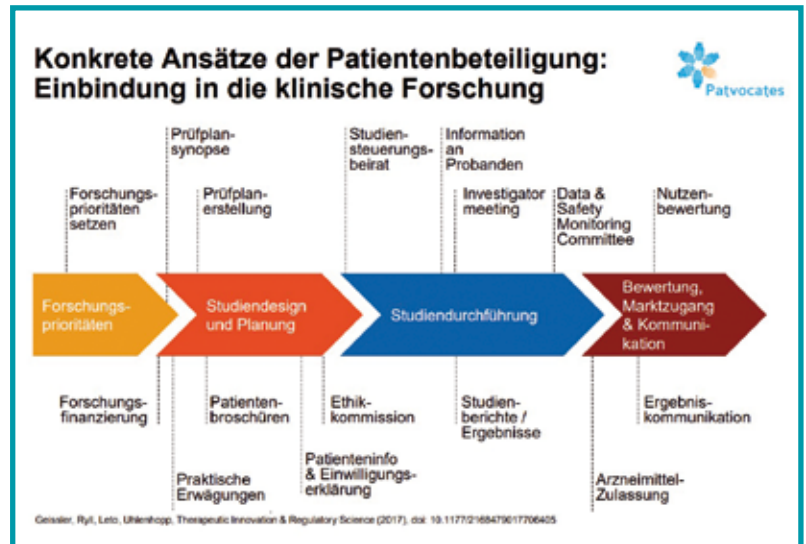 Konkrete Ansätze der Patientenbeteiligung:
Einbindung in die klinische Forschung
Patvocates
Prüfplan-
synopse
Studien-
steuerungs-
beirat
Information
an
Probanden
Forschungs-
prioritäten
setzen
Prüfplan-
erstellung
Investigator
meeting
Data &
Safety
Monitoring
Committee
Nutzen-
bewertung
Forschungs-
prioritäten
Studiendesign
und Planung
Studiendurchführung
Bewertung,
Marktzugang
& Kommuni-
kation
Forschungs-
finanzierung
Patienten-
broschüren
Ethik-
kommission
Studien-
berichte /
Ergebnisse
Ergebnis-
kommunikation
Praktische
Erwägungen
Patienteninfo
& Einwilligungs-
erklärung
Arzneimittel-
Zulassung
Geissler, Ryll, Leto, Uhlenhopp, Therapeutic Innovation & Regulatory Science (2017), doi: 10.1177/2168479017706405